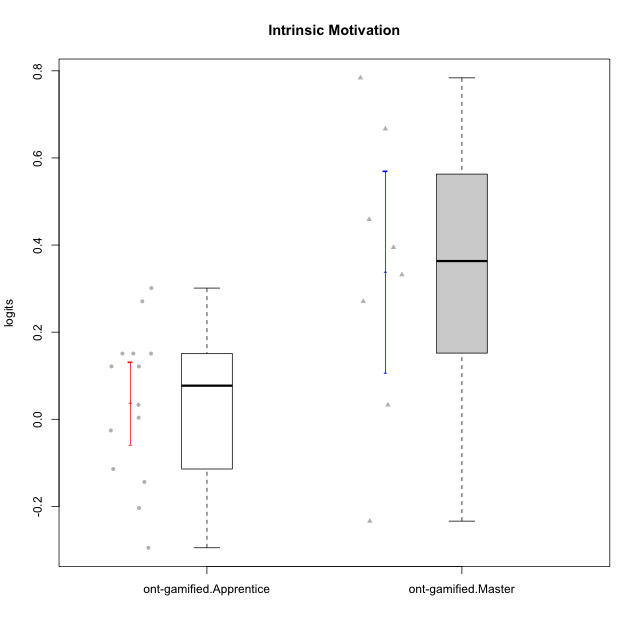 Intrinsic Motivation
logits
0.8
0.6
0.4
0.2
0.0
-0.2
ont-gamified.Apprentice
ont-gamified.Master